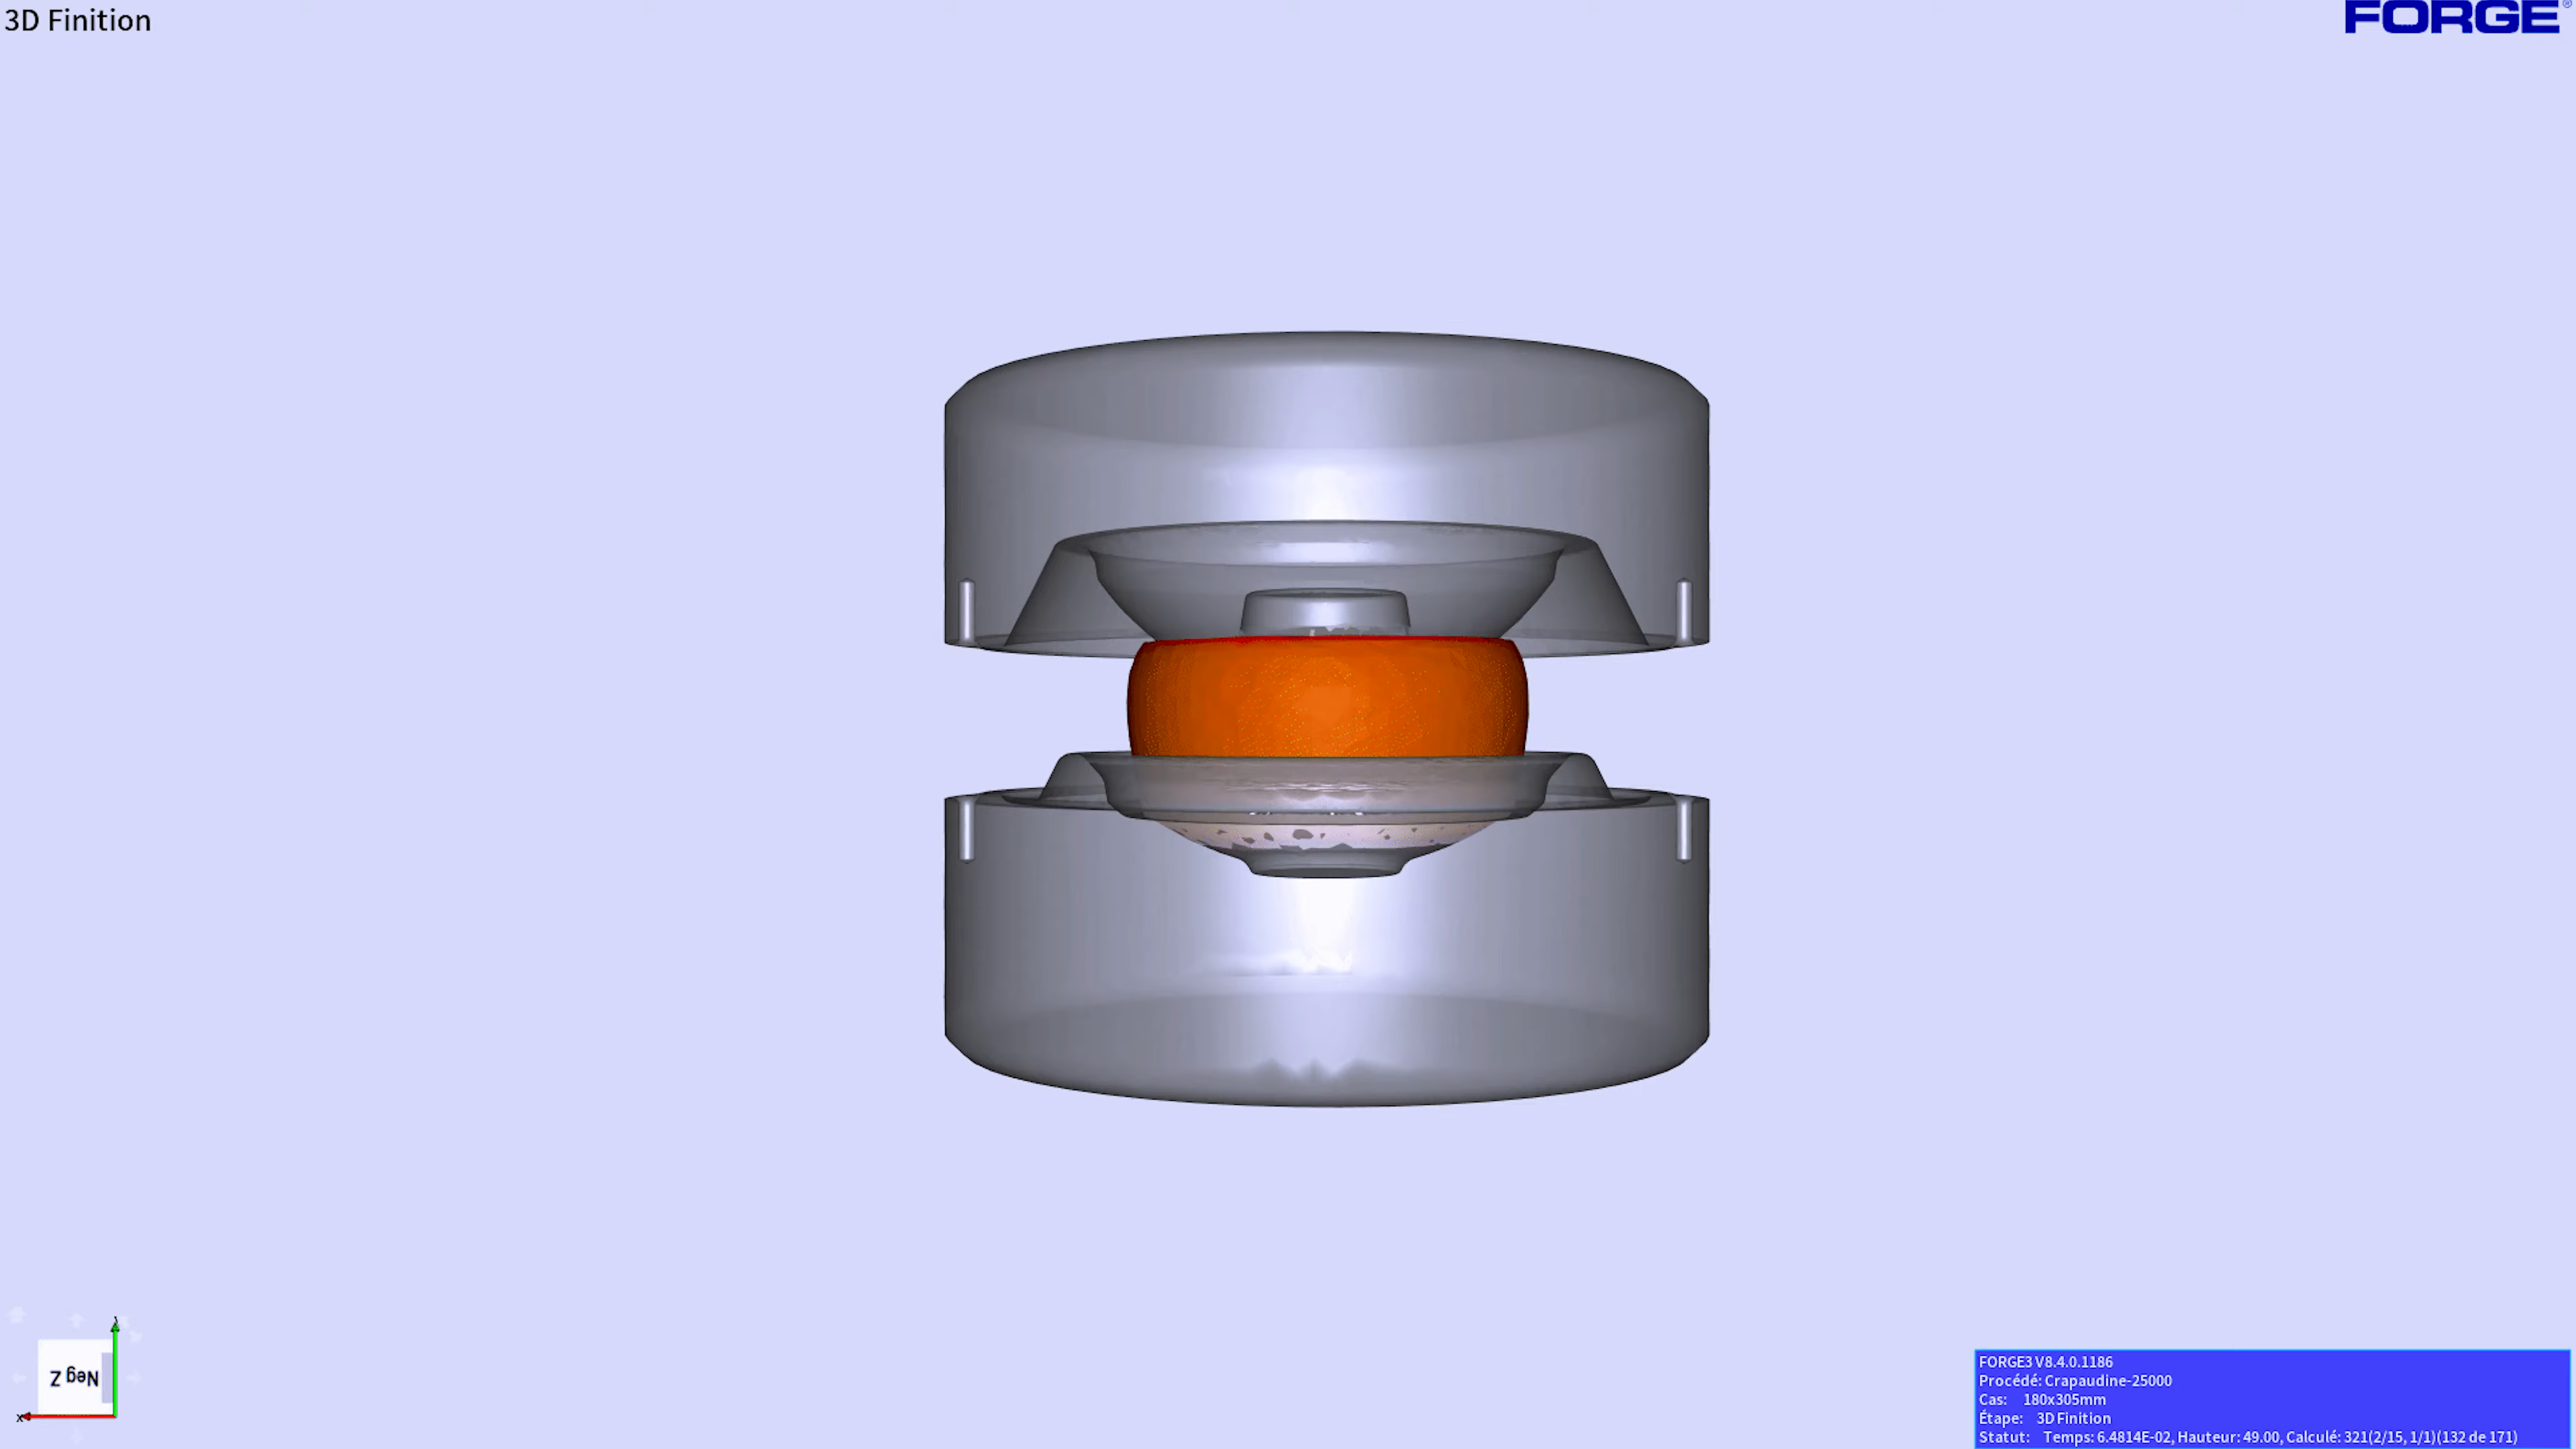 3D Finition
FORGE®
Neg Z
x
FORGE3 V8.4.0.1186
Procédé: Crapaudine-25000
Cas: 180x305mm
Étape: 3D Finition
Statut: Temps: 6.4814E-02, Hauteur: 49.00, Calculé: 321(2/15, 1/1)(132 de 171)